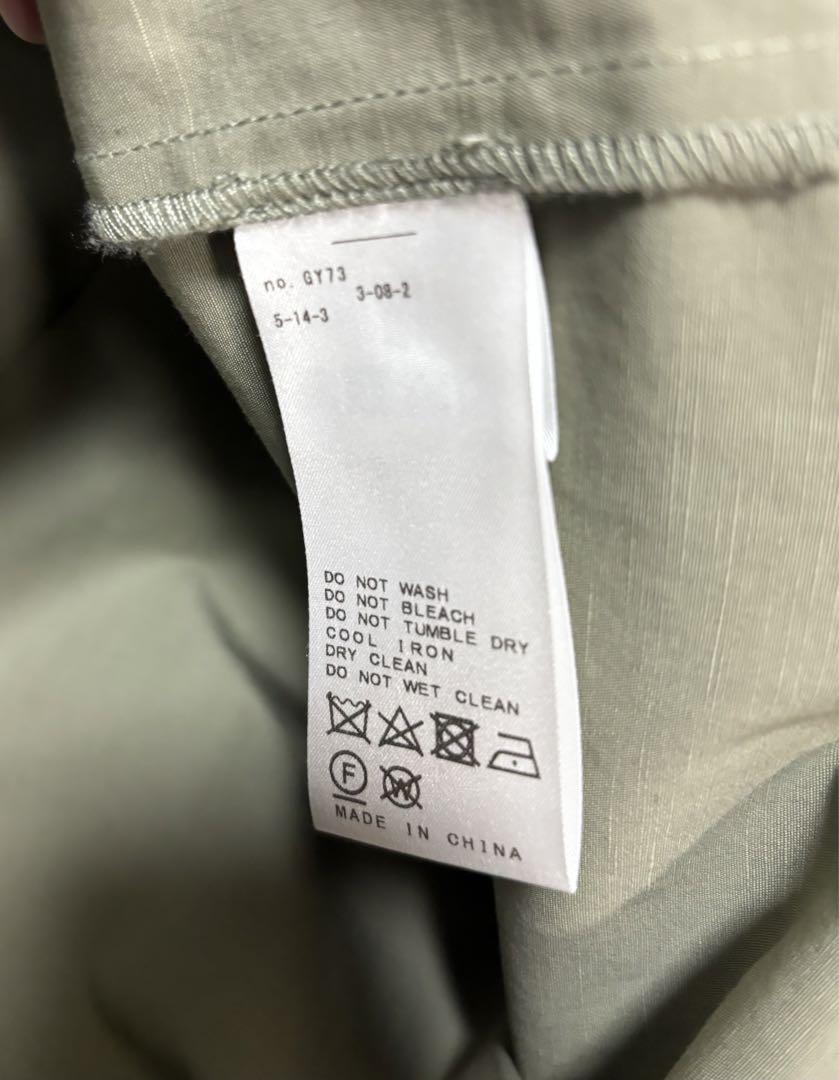 no. GY73
3-08-2
5-14-3
DO NOT WASH
DO NOT BLEACH
DO NOT TUMBLE DRY
COOL IRON
DRY CLEAN
DO NOT WET CLEAN
F W
MADE IN CHINA